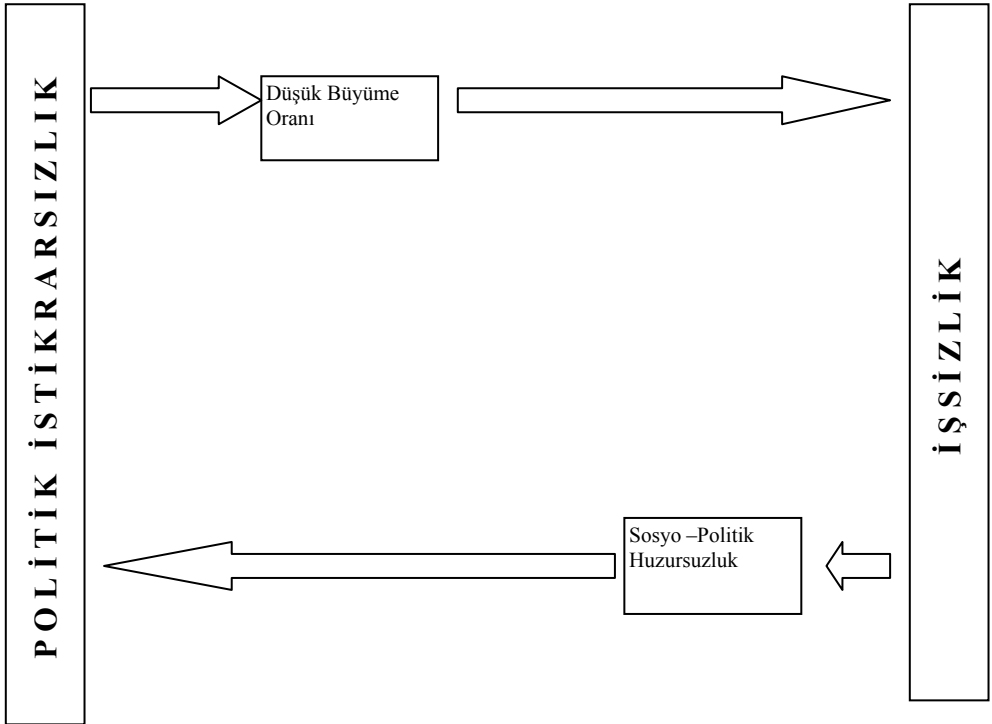 POLİTİK İSTİKRARSIZLIK
Düşük Büyüme
Oranı
Sosyo –Politik
Huzursuzluk
İŞSİZLİK